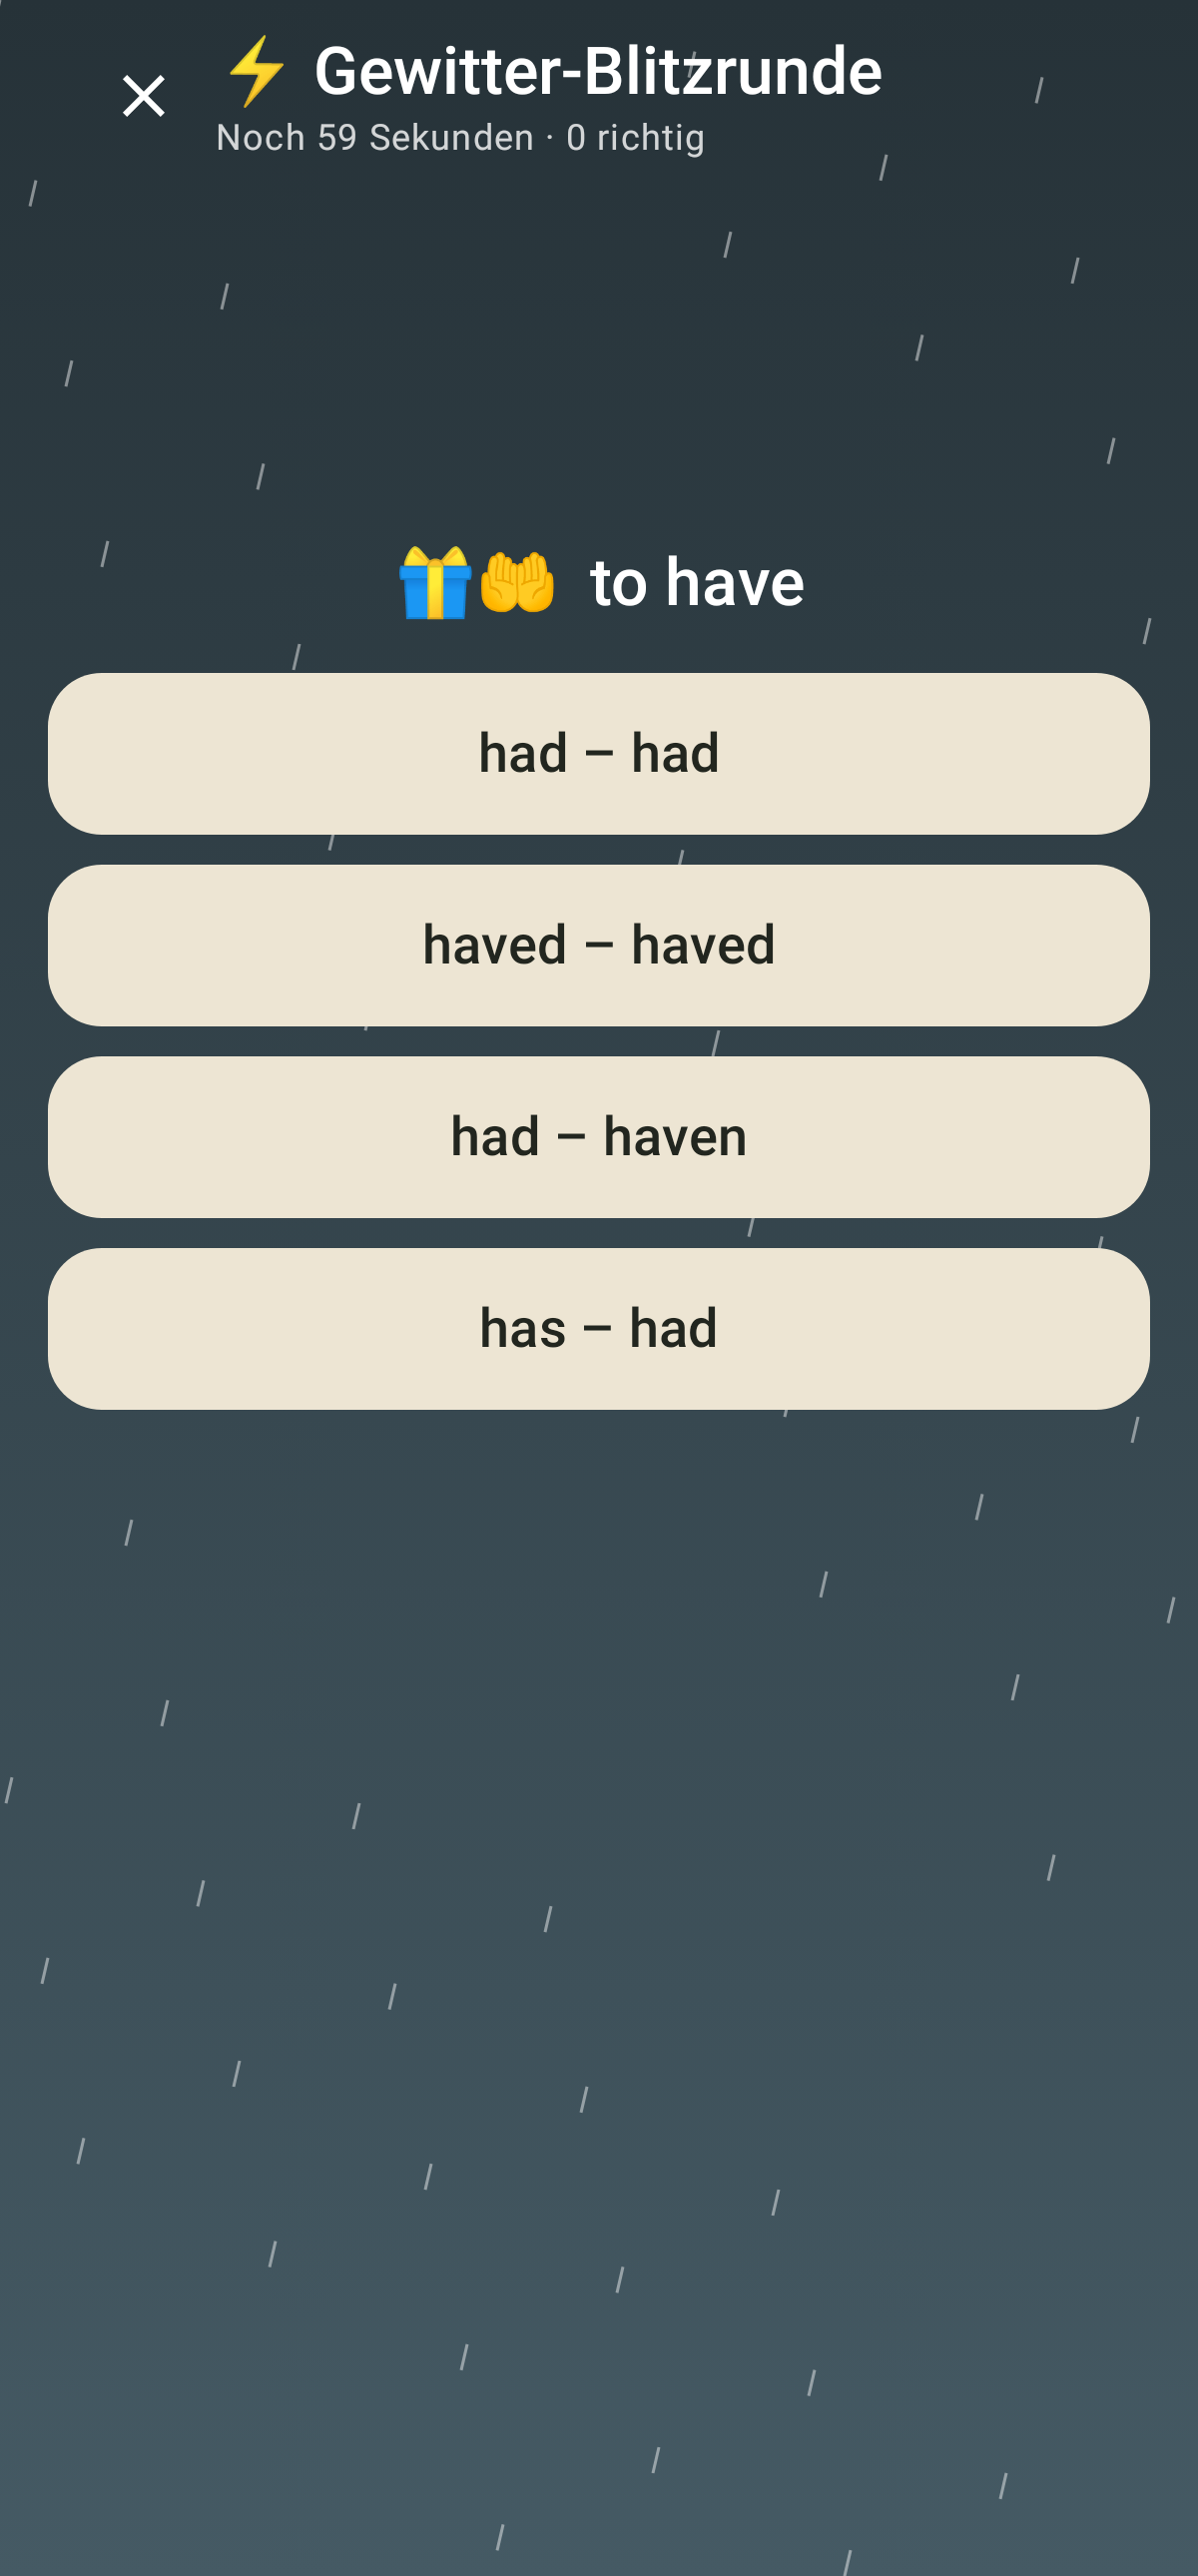 ⚡ Gewitter-Blitzrunde
Noch 59 Sekunden · 0 richtig
🎁🤲 to have
had – had
haved – haved
had – haven
has – had